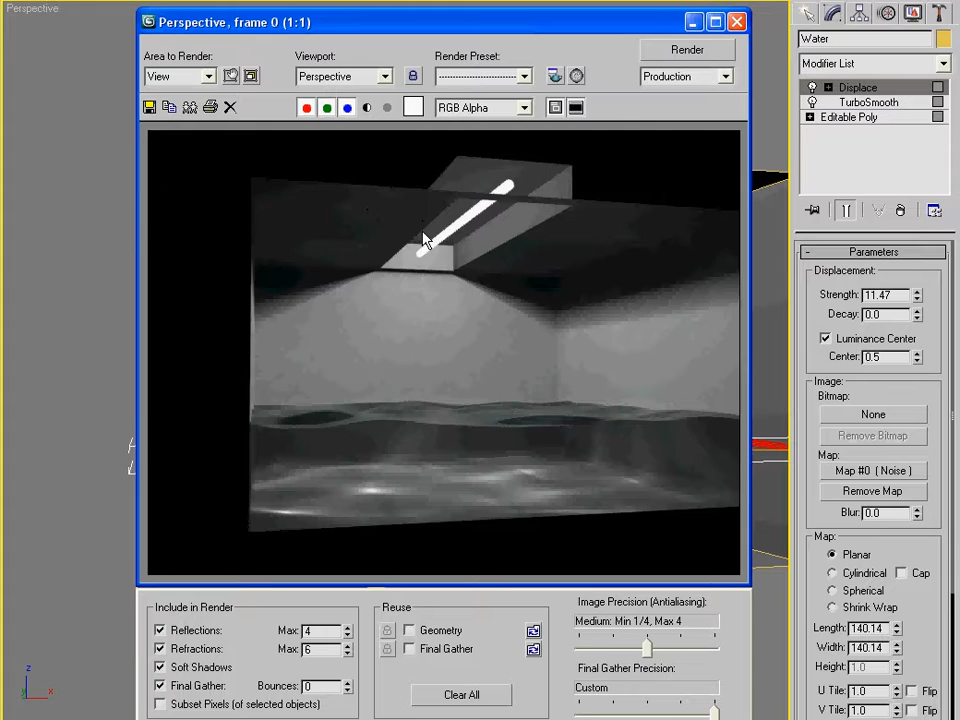 Perspective
Perspective, frame 0 (1:1)
Area to Render:
Viewport:
Render Preset:
Render
View
Perspective
--------------------
Production
RGB Alpha
Water
Modifier List
Displace
TurboSmooth
Editable Poly
Parameters
Displacement:
Strength: 11.47
Decay: 0.0
Luminance Center
Center: 0.5
Image:
Bitmap:
None
Remove Bitmap
Map:
Map #0 ( Noise )
Remove Map
Blur: 0.0
Map:
Planar
Cylindrical
Cap
Spherical
Shrink Wrap
Length: 140.14
Width: 140.14
Height: 1.0
U Tile: 1.0
Flip
V Tile: 1.0
Flip
Include in Render
Reflections:
Max: 4
Refractions:
Max: 6
Soft Shadows
Final Gather:
Bounces: 0
Subset Pixels (of selected objects)
Reuse
Geometry
Final Gather
Clear All
Image Precision (Antialiasing):
Medium: Min 1/4, Max 4
Final Gather Precision:
Custom
z
y
x